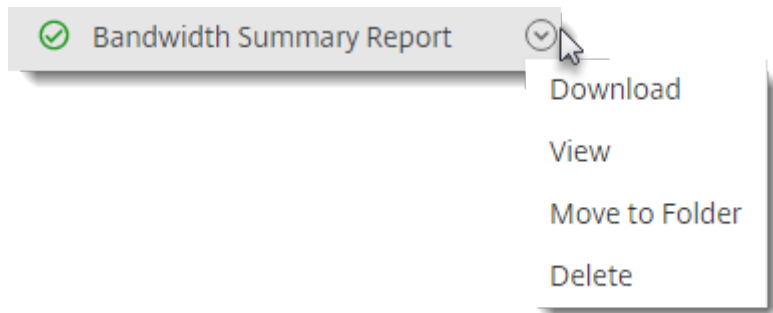 Bandwidth Summary Report
Download
View
Move to Folder
Delete